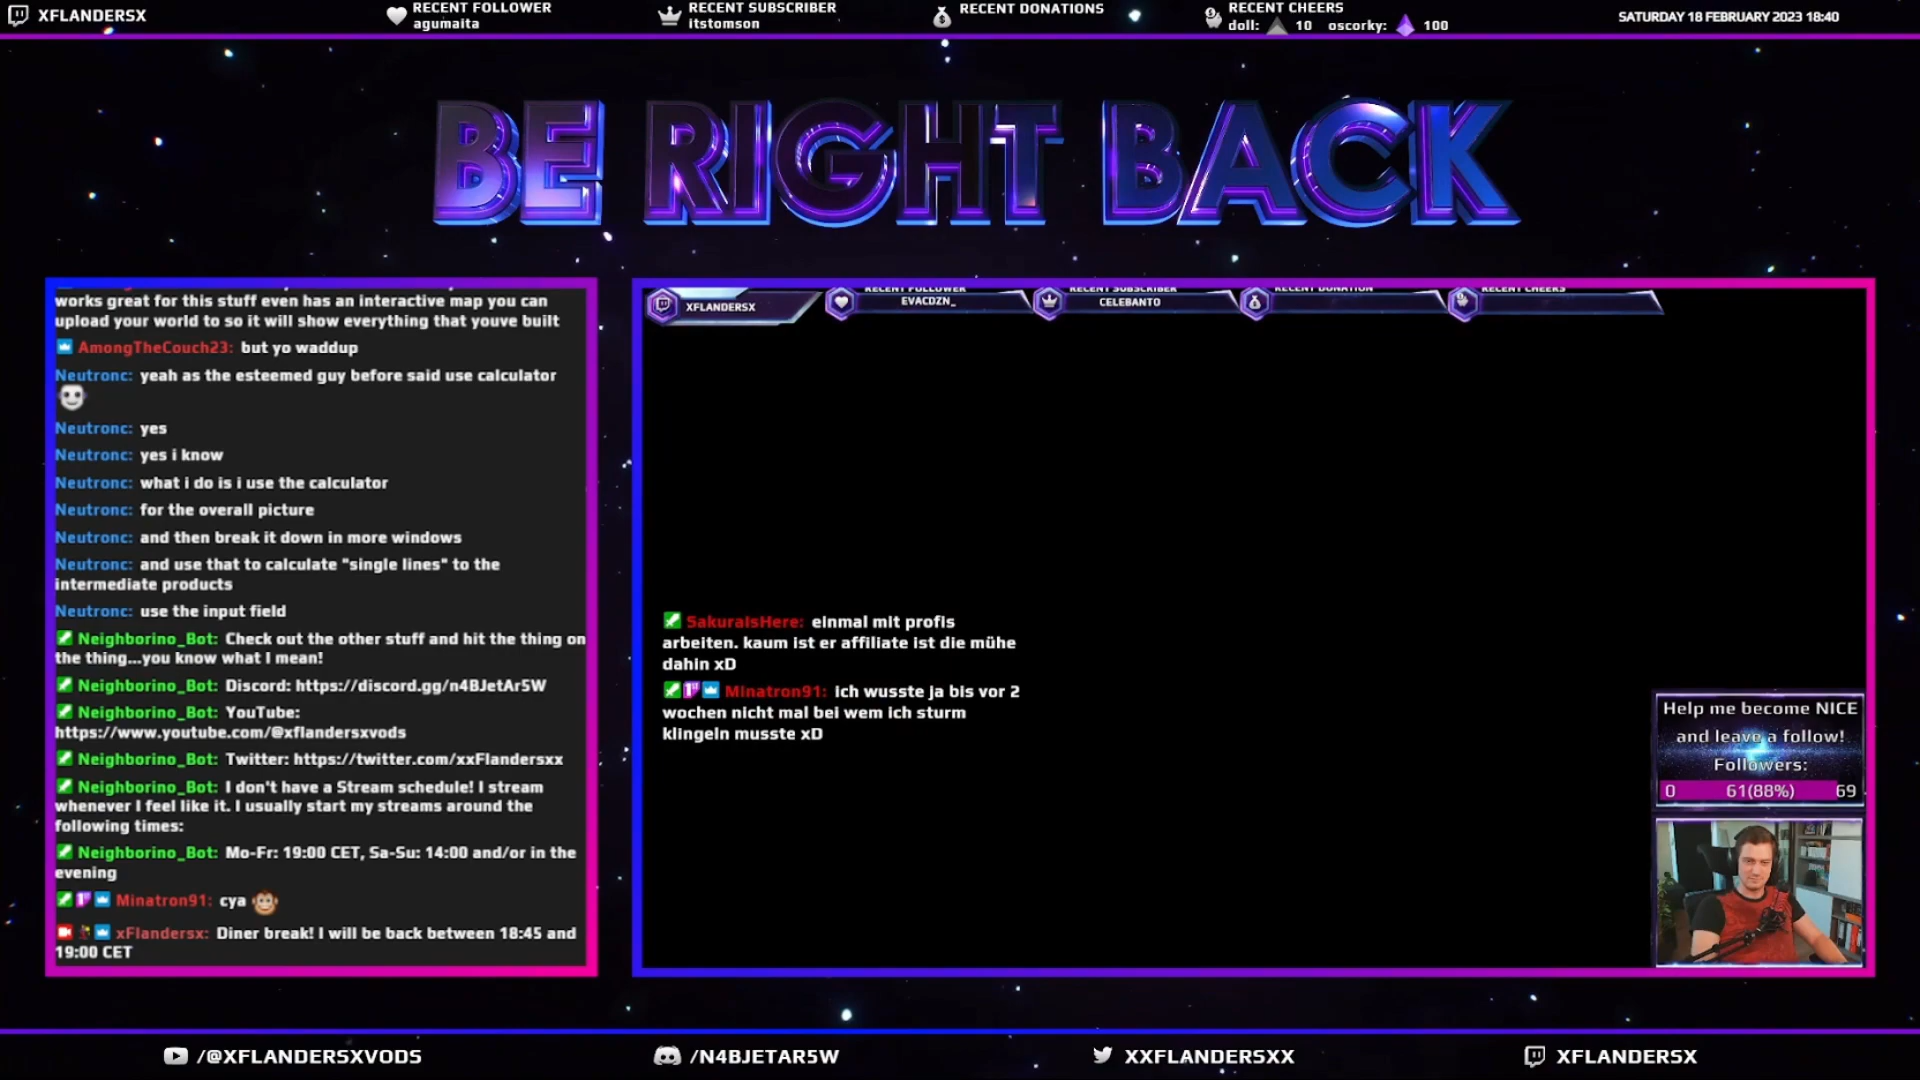 XFLANDERSX
RECENT FOLLOWER
agumaita
RECENT SUBSCRIBER
itstomson
RECENT DONATIONS
RECENT CHEERS
doll: 10 oscorky: 100
SATURDAY 18 FEBRUARY 2023 18:40
BE RIGHT BACK
works great for this stuff even has an interactive map you can
upload your world to so it will show everything that youve built
AmongTheCouch23: but yo waddup
Neutronc: yeah as the esteemed guy before said use calculator
Neutronc: yes
Neutronc: yes i know
Neutronc: what i do is i use the calculator
Neutronc: for the overall picture
Neutronc: and then break it down in more windows
Neutronc: and use that to calculate "single lines" to the
intermediate products
Neutronc: use the input field
Neighborino_Bot: Check out the other stuff and hit the thing on
the thing...you know what I mean!
Neighborino_Bot: Discord: https://discord.gg/n4BJetAr5W
Neighborino_Bot: YouTube:
https://www.youtube.com/@xflandersxvods
Neighborino_Bot: Twitter: https://twitter.com/xxFlandersxx
Neighborino_Bot: I don't have a Stream schedule! I stream
whenever I feel like it. I usually start my streams around the
following times:
Neighborino_Bot: Mo-Fr: 19:00 CET, Sa-Su: 14:00 and/or in the
evening
Minatron91: cya
xFlandersx: Diner break! I will be back between 18:45 and
19:00 CET
XFLANDERSX
RECENT FOLLOWER
EVACDZN_
RECENT SUBSCRIBER
CELEBANTO
RECENT DONATION
RECENT CHEERS
SakuraIsHere: einmal mit profis
arbeiten. kaum ist er affiliate ist die mühe
dahin xD
Minatron91: ich wusste ja bis vor 2
wochen nicht mal bei wem ich sturm
klingeln musste xD
Help me become NICE
and leave a follow!
Followers:
0 61(88%) 69
/@XFLANDERSXVODS
/N4BJETAR5W
XXFLANDERSXX
XFLANDERSX